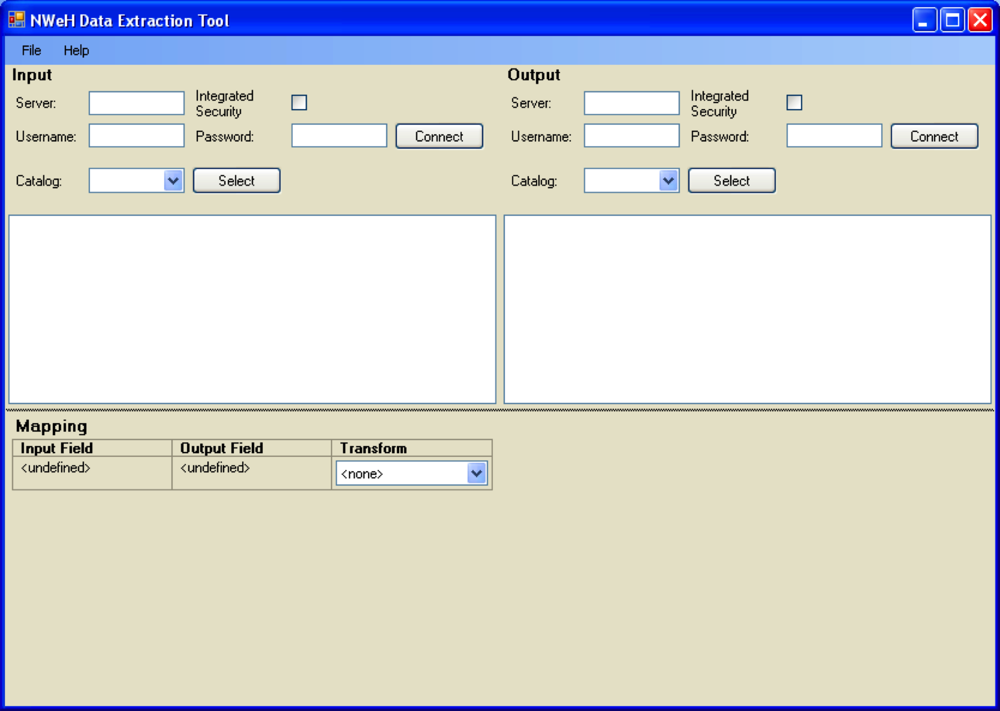 NWeH Data Extraction Tool
File Help
Input
Server:
Integrated
Security
Username:
Password:
Connect
Catalog:
Select
Output
Server:
Integrated
Security
Username:
Password:
Connect
Catalog:
Select
Mapping
Input Field Output Field Transform
<undefined> <undefined> <none>